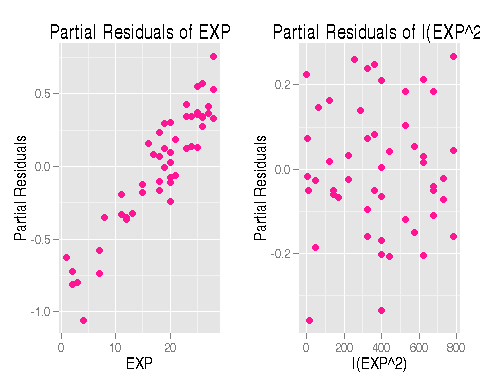 Partial Residuals of EXP
Partial Residuals of I(EXP^2
Partial Residuals
0.5
0.0
-0.5
-1.0
0
10
20
EXP
Partial Residuals
0.2
0.0
-0.2
0
200
400
600
800
I(EXP^2)